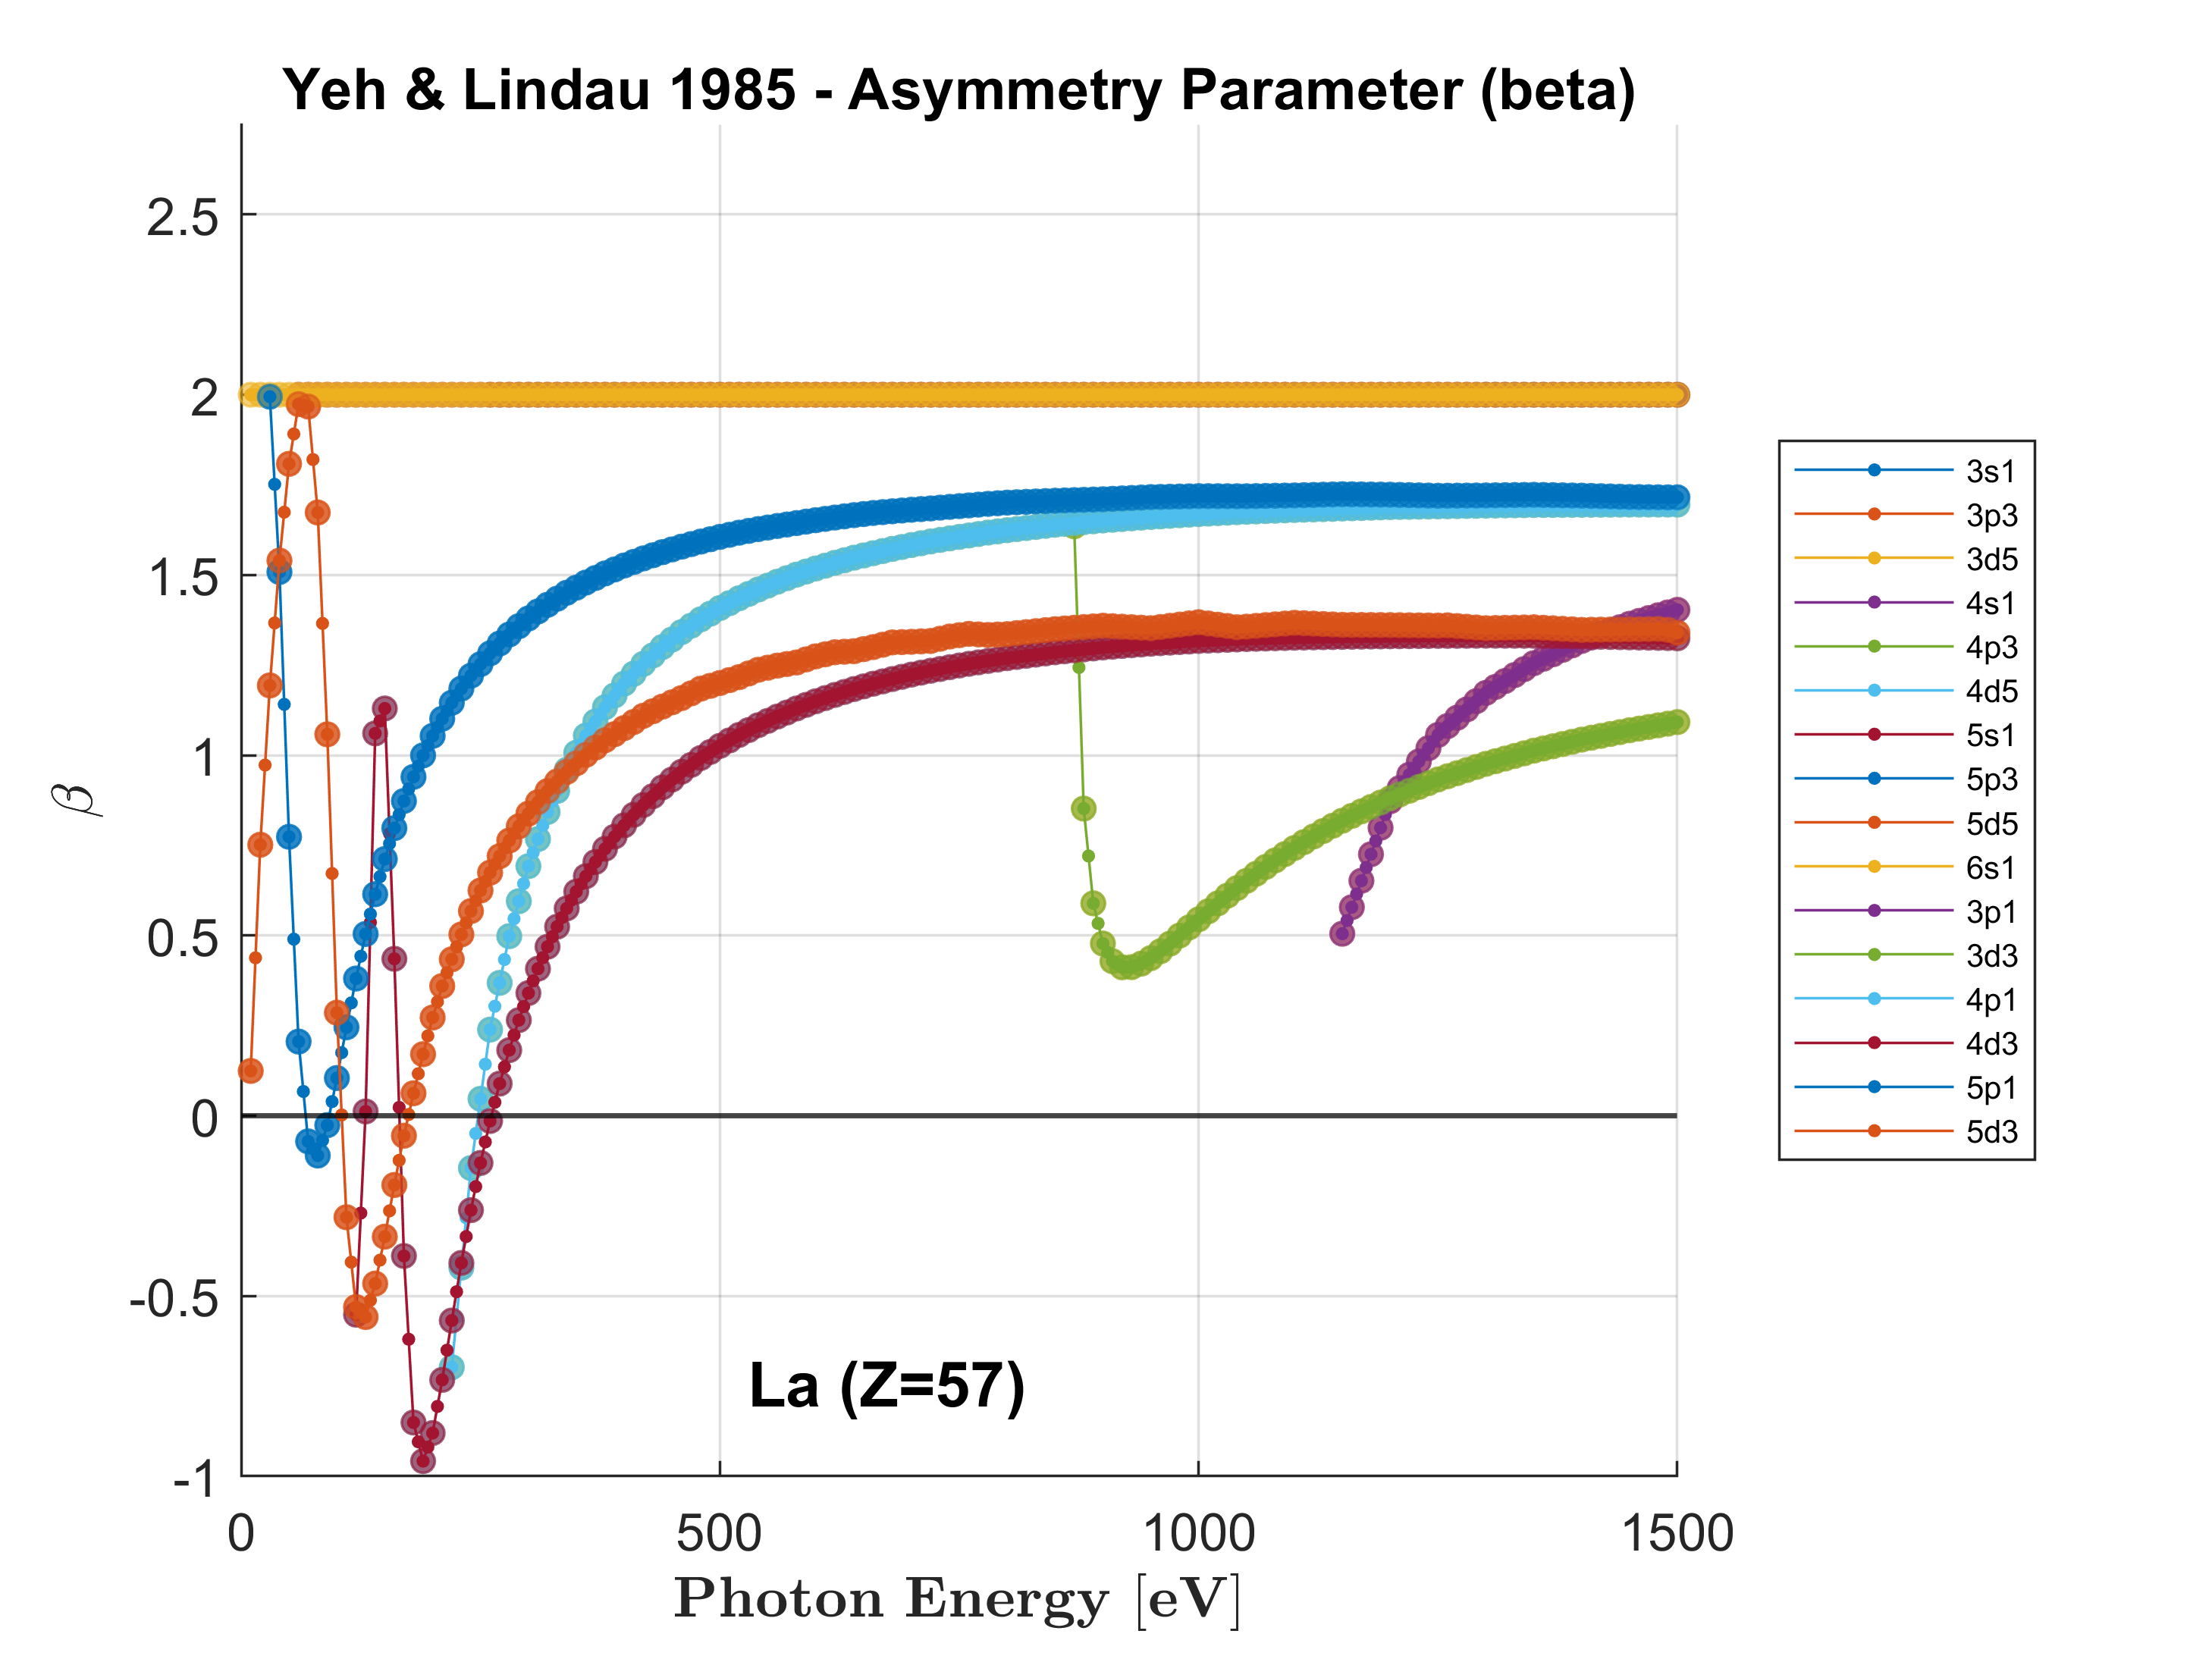 Yeh & Lindau 1985 - Asymmetry Parameter (beta)
2.5
2
1.5
1
0.5
0
-0.5
-1
β
0 500 1000 1500
Photon Energy [eV]
La (Z=57)
3s1
3p3
3d5
4s1
4p3
4d5
5s1
5p3
5d5
6s1
3p1
3d3
4p1
4d3
5p1
5d3